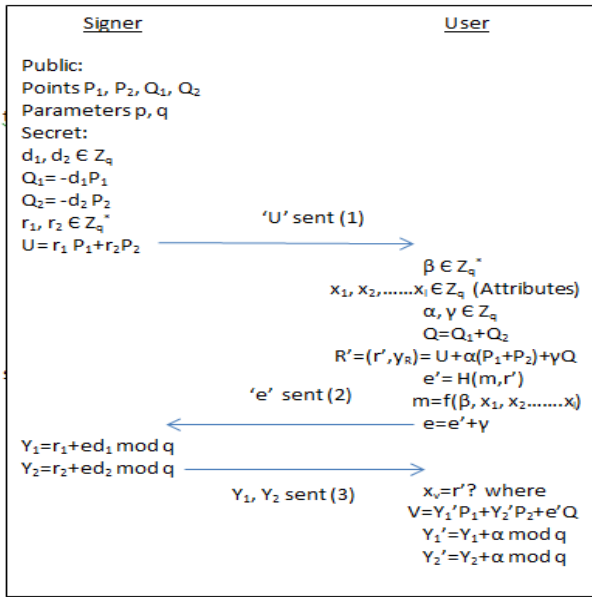 Signer
User
Public:
Points P₁, P₂, Q₁, Q₂
Parameters p, q
Secret:
d₁, d₂ ∈ Z_q
Q₁= -d₁P₁
Q₂= -d₂ P₂
r₁, r₂ ∈ Z_q*
U= r₁ P₁+r₂P₂
'U' sent (1)
β ∈ Z_q*
x₁, x₂,......xₗ ∈ Z_q (Attributes)
α, γ ∈ Z_q
Q=Q₁+Q₂
R'=(r',y_R)= U+α(P₁+P₂)+γQ
e'= H(m,r')
'e' sent (2)
m=f(β, x₁, x₂.......xₗ)
e=e'+γ
Y₁=r₁+ed₁ mod q
Y₂=r₂+ed₂ mod q
Y₁, Y₂ sent (3)
x_v=r'? where
V=Y₁'P₁+Y₂'P₂+e'Q
Y₁'=Y₁+α mod q
Y₂'=Y₂+α mod q